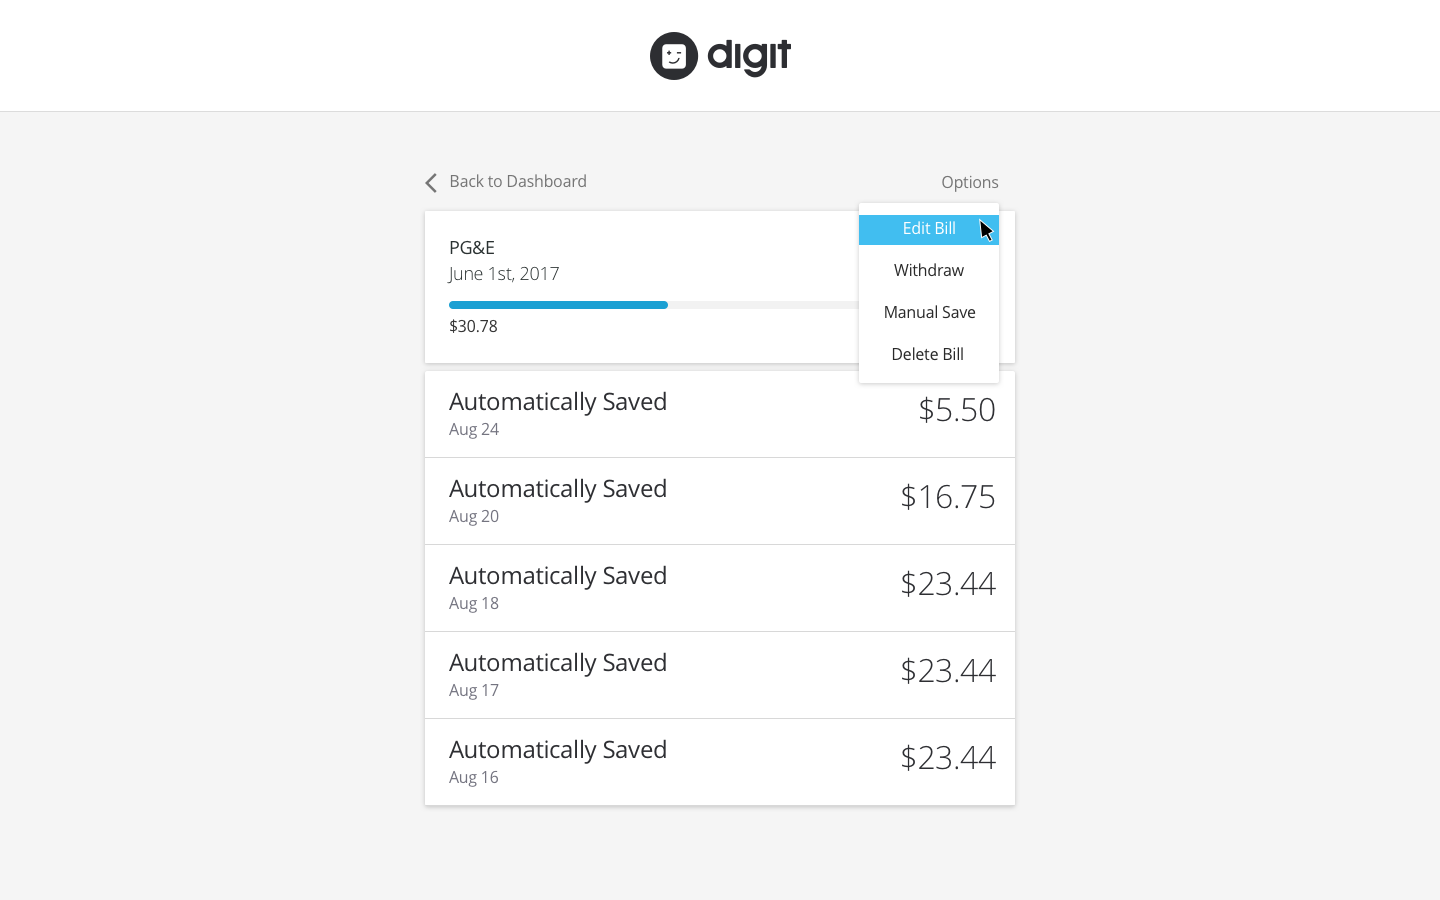 digit
Back to Dashboard
Options
Edit Bill
Withdraw
Manual Save
Delete Bill
PG&E
June 1st, 2017
$30.78
Automatically Saved
$5.50
Aug 24
Automatically Saved
$16.75
Aug 20
Automatically Saved
$23.44
Aug 18
Automatically Saved
$23.44
Aug 17
Automatically Saved
$23.44
Aug 16